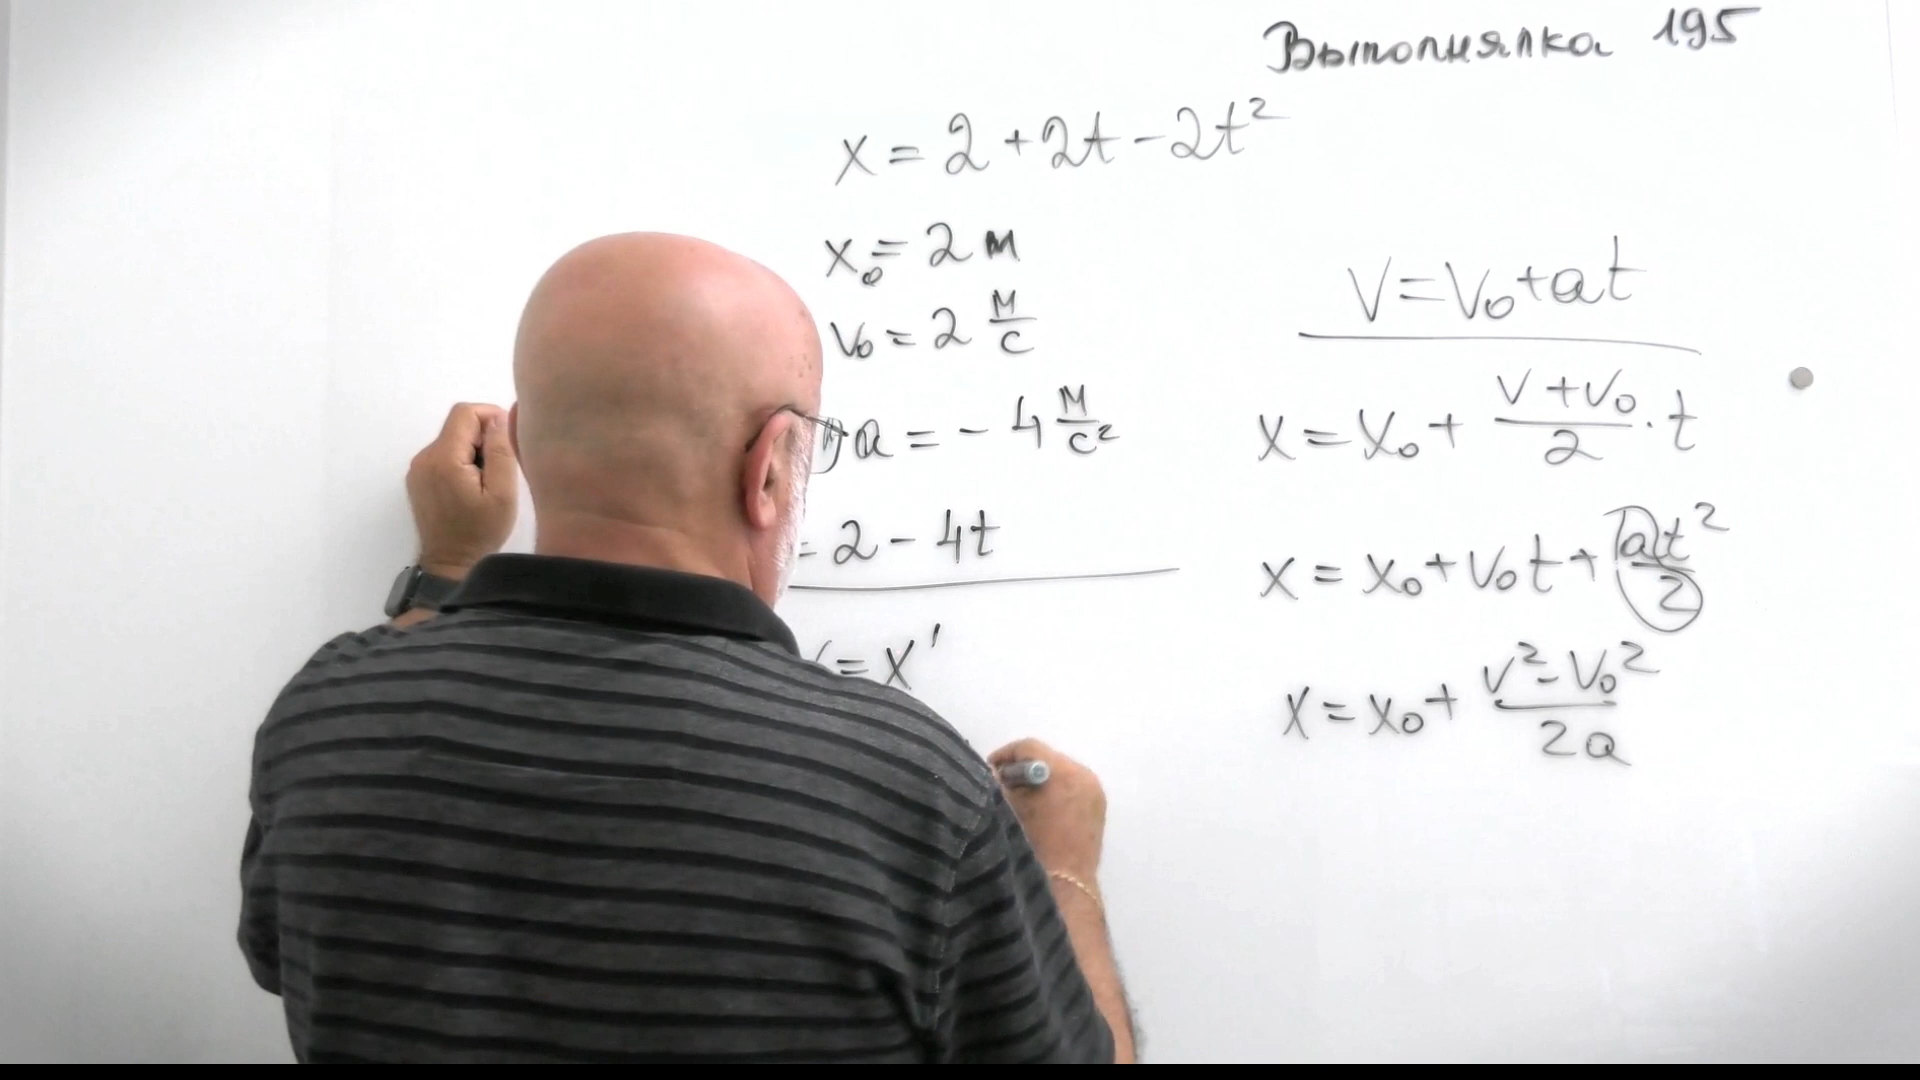 Выполнялка 195
x = 2 + 2t - 2t²
x₀ = 2 м
v₀ = 2 м/с
a = - 4 м/с²
= 2 - 4t
= x'
v = v₀ + at
x = x₀ + (v + v₀)/2 · t
x = x₀ + v₀t + at²/2
x = x₀ + (v² - v₀²)/2a